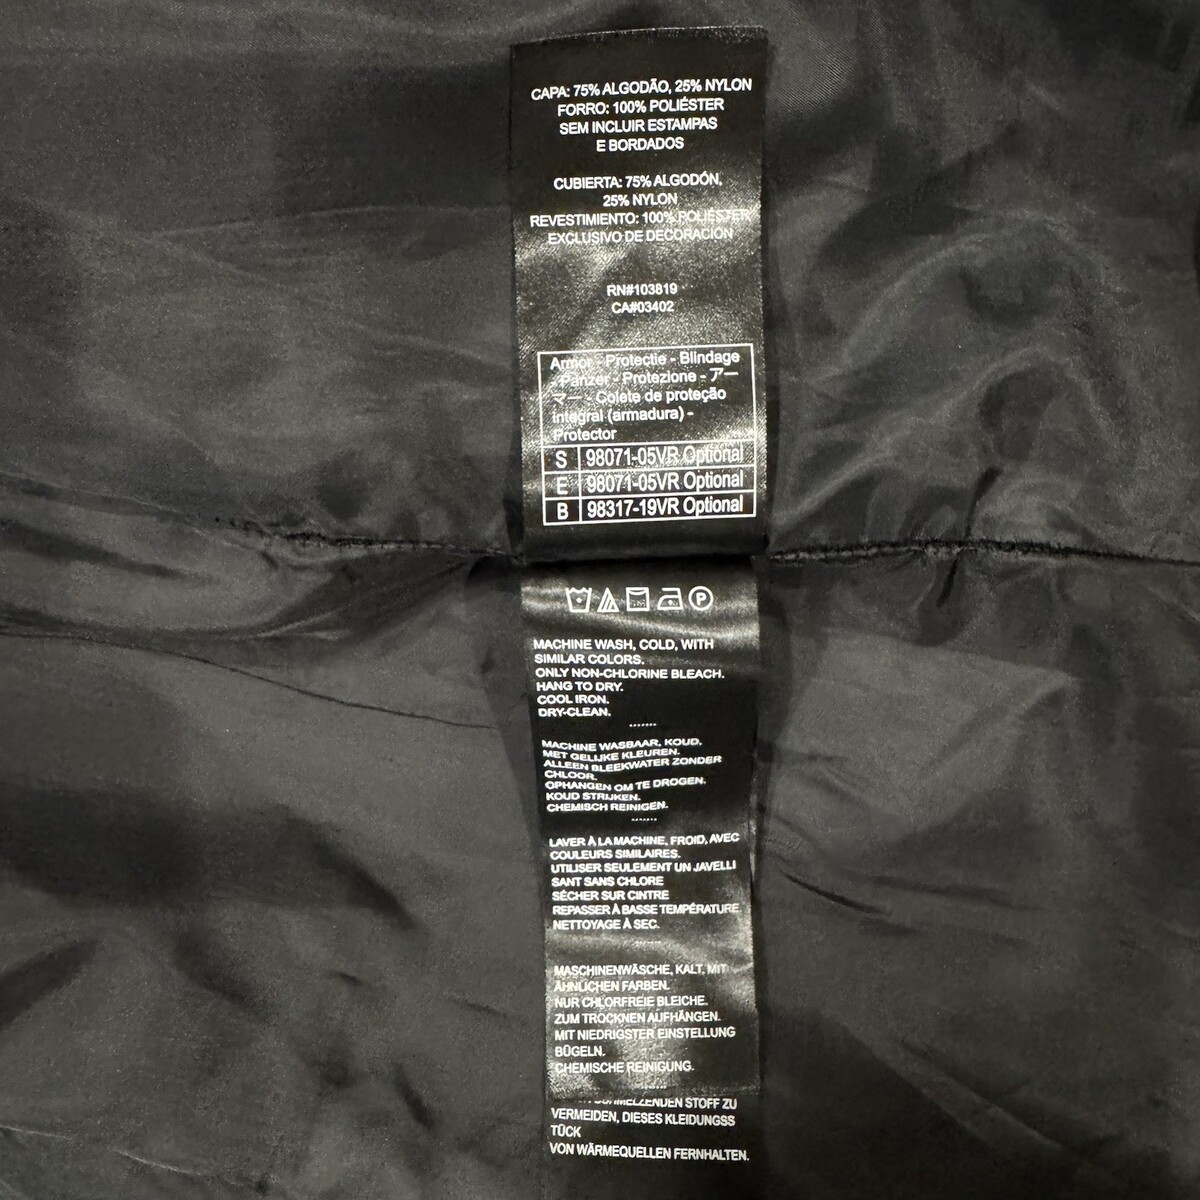 CAPA: 75% ALGODÃO, 25% NYLON
FORRO: 100% POLIÉSTER
SEM INCLUIR ESTAMPAS
E BORDADOS
CUBIERTA: 75% ALGODÓN,
25% NYLON
REVESTIMIENTO: 100% POLIÉSTER
EXCLUSIVO DE DECORACIÓN
RN#103819
CA#03402
Armor - Protectie - Blindage
- Panzer - Protezione - アー
マー - Colete de proteção
integral (armadura) -
Protector
S 98071-05VR Optional
E 98071-05VR Optional
B 98317-19VR Optional
P
MACHINE WASH, COLD, WITH
SIMILAR COLORS.
ONLY NON-CHLORINE BLEACH.
HANG TO DRY.
COOL IRON.
DRY-CLEAN.
.......
MACHINE WASBAAR, KOUD,
MET GELIJKE KLEUREN.
ALLEEN BLEEKWATER ZONDER
CHLOOR.
OPHANGEN OM TE DROGEN.
KOUD STRIJKEN.
CHEMISCH REINIGEN.
.......
LAVER À LA MACHINE, FROID, AVEC
COULEURS SIMILAIRES.
UTILISER SEULEMENT UN JAVELLI
SANT SANS CHLORE
SÉCHER SUR CINTRE
REPASSER À BASSE TEMPÉRATURE.
NETTOYAGE À SEC.
.......
MASCHINENWÄSCHE, KALT, MIT
ÄHNLICHEN FARBEN.
NUR CHLORFREIE BLEICHE.
ZUM TROCKNEN AUFHÄNGEN.
MIT NIEDRIGSTER EINSTELLUNG
BÜGELN.
CHEMISCHE REINIGUNG.
.......
SCHMELZENDEN STOFF ZU
VERMEIDEN, DIESES KLEIDUNGSS
TÜCK
VON WÄRMEQUELLEN FERNHALTEN.